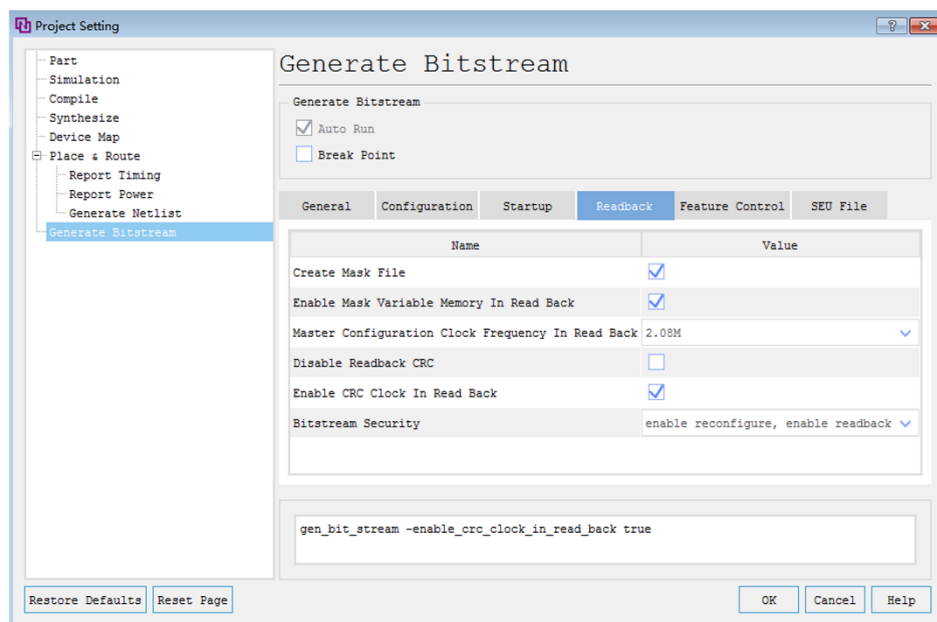 Project Setting
?
Part
Simulation
Compile
Synthesize
Device Map
Place & Route
Report Timing
Report Power
Generate Netlist
Generate Bitstream
Generate Bitstream
Generate Bitstream
Auto Run
Break Point
General Configuration Startup Readback Feature Control SEU File
Name Value
Create Mask File
Enable Mask Variable Memory In Read Back
Master Configuration Clock Frequency In Read Back 2.08M
Disable Readback CRC
Enable CRC Clock In Read Back
Bitstream Security enable reconfigure, enable readback
gen_bit_stream -enable_crc_clock_in_read_back true
Restore Defaults Reset Page OK Cancel Help